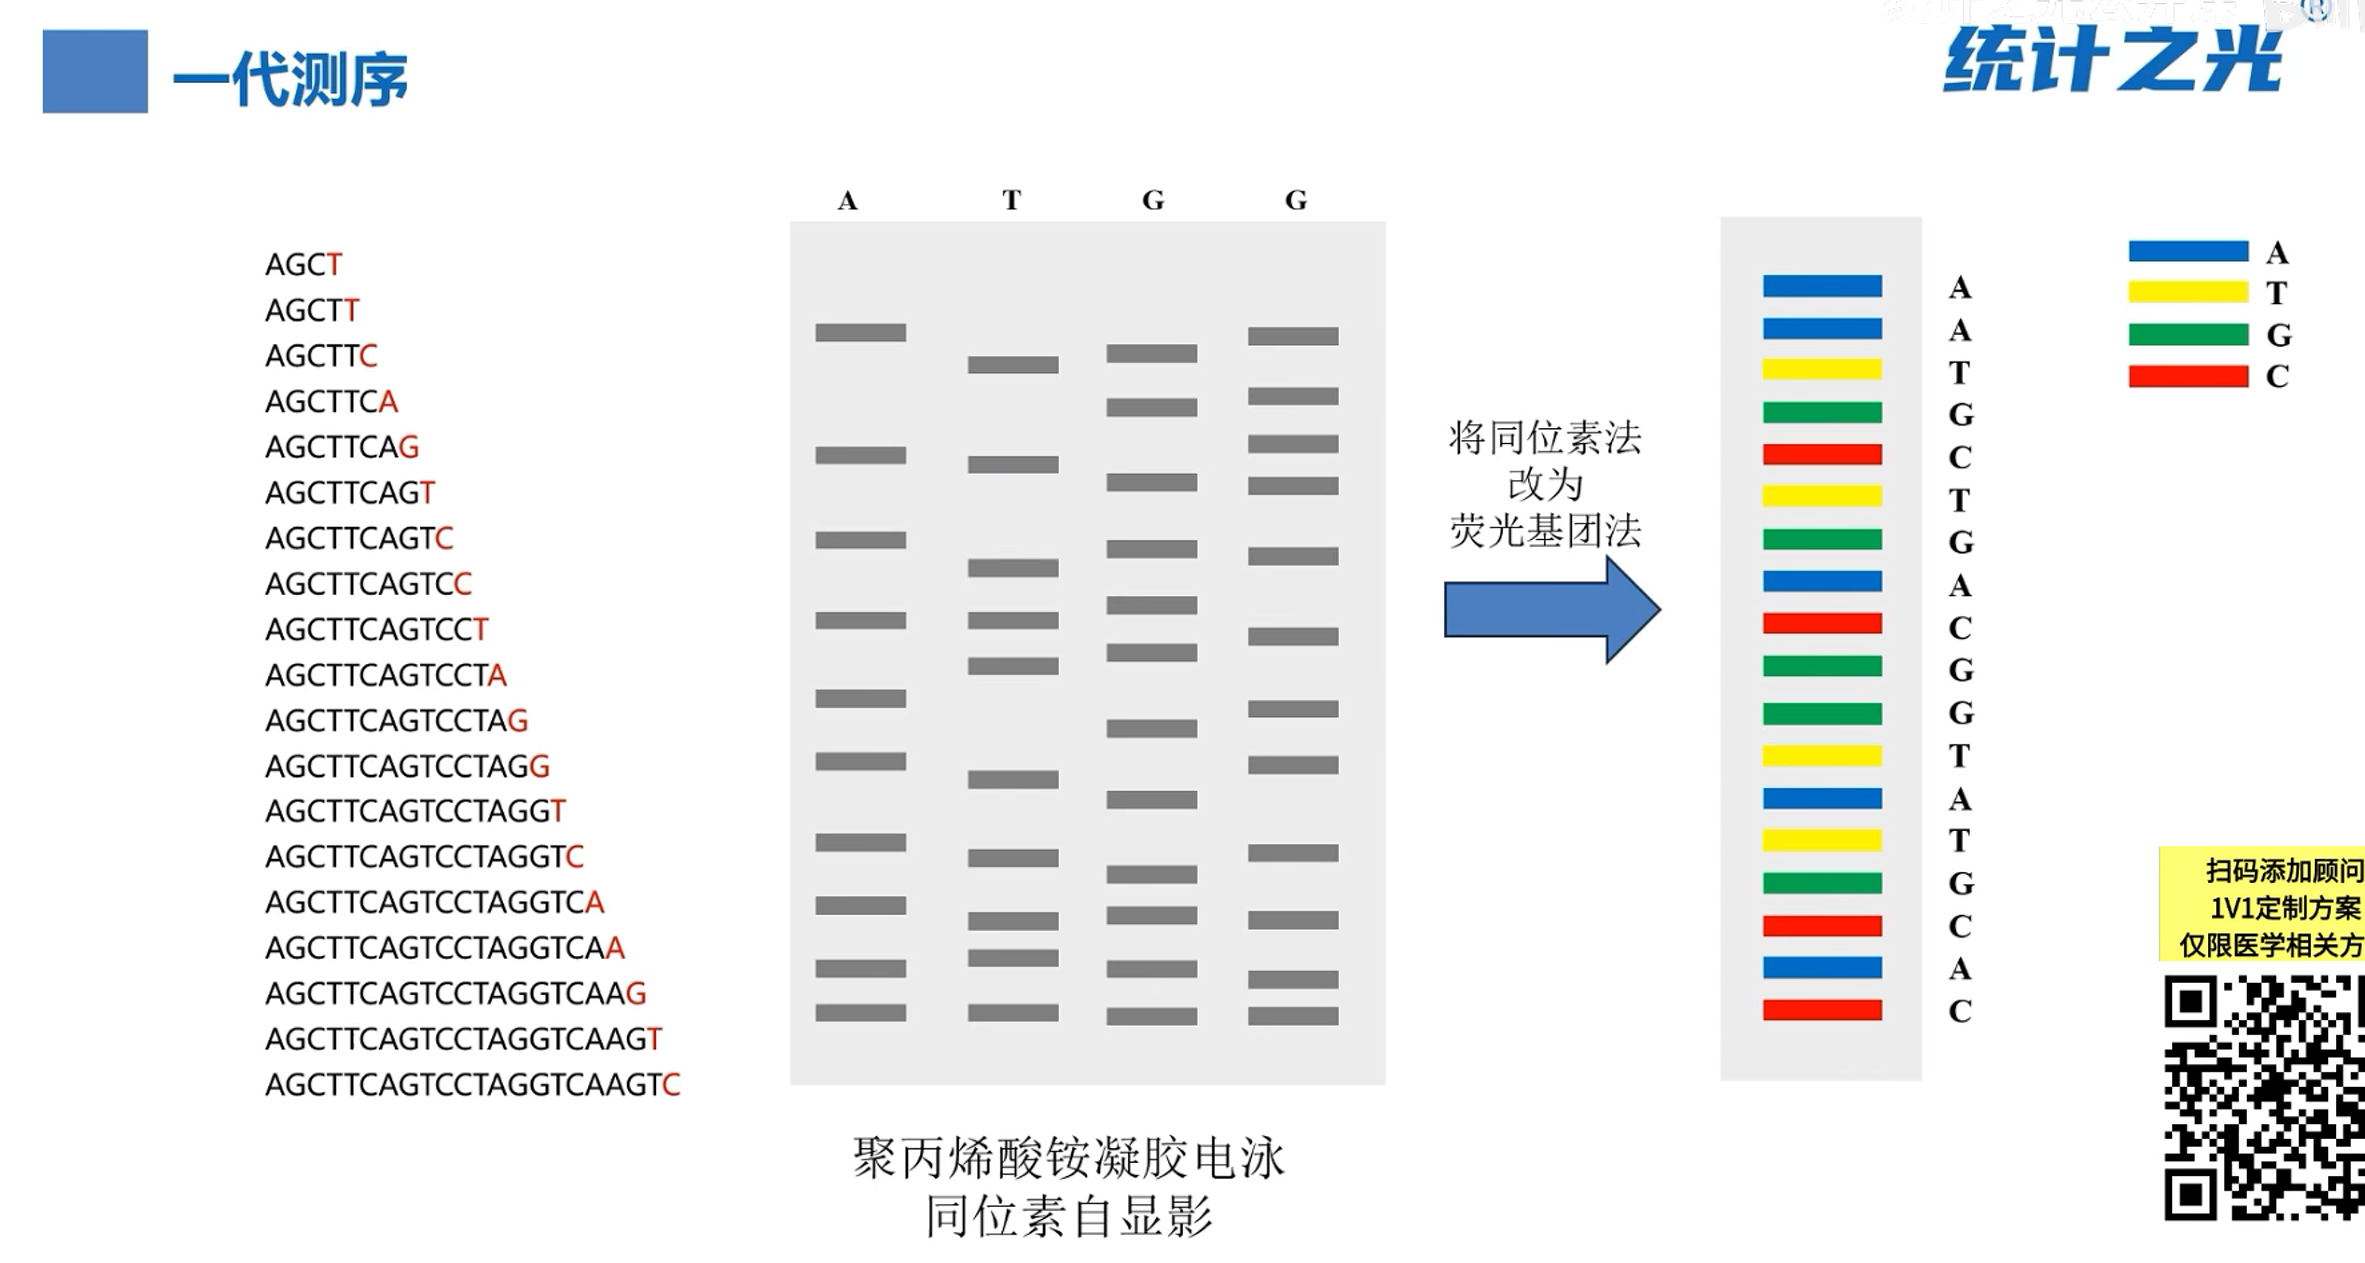 一代测序
统计之光®
A T G G
AGCT
AGCTT
AGCTTC
AGCTTCA
AGCTTCAG
AGCTTCAGT
AGCTTCAGTC
AGCTTCAGTCC
AGCTTCAGTCCT
AGCTTCAGTCCTA
AGCTTCAGTCCTAG
AGCTTCAGTCCTAGG
AGCTTCAGTCCTAGGT
AGCTTCAGTCCTAGGTC
AGCTTCAGTCCTAGGTCA
AGCTTCAGTCCTAGGTCAA
AGCTTCAGTCCTAGGTCAAG
AGCTTCAGTCCTAGGTCAAGT
AGCTTCAGTCCTAGGTCAAGTC
聚丙烯酸铵凝胶电泳
同位素自显影
将同位素法
改为
荧光基团法
A
A
T
G
C
T
G
A
C
G
G
T
A
T
G
C
A
C
A
T
G
C
扫码添加顾问
1V1定制方案
仅限医学相关方